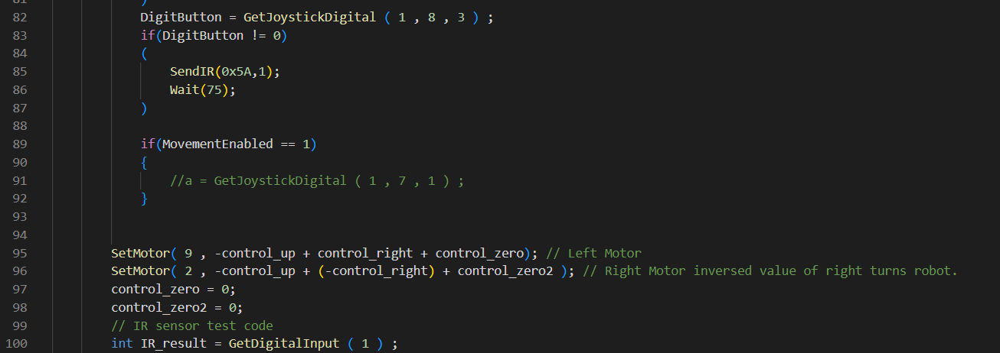 81 )
82 DigitButton = GetJoystickDigital ( 1 , 8 , 3 ) ;
83 if(DigitButton != 0)
84 (
85 SendIR(0x5A,1);
86 Wait(75);
87 )
88
89 if(MovementEnabled == 1)
90 {
91 //a = GetJoystickDigital ( 1 , 7 , 1 ) ;
92 }
93
94
95 SetMotor( 9 , -control_up + control_right + control_zero); // Left Motor
96 SetMotor( 2 , -control_up + (-control_right) + control_zero2 ); // Right Motor inversed value of right turns robot.
97 control_zero = 0;
98 control_zero2 = 0;
99 // IR sensor test code
100 int IR_result = GetDigitalInput ( 1 ) ;